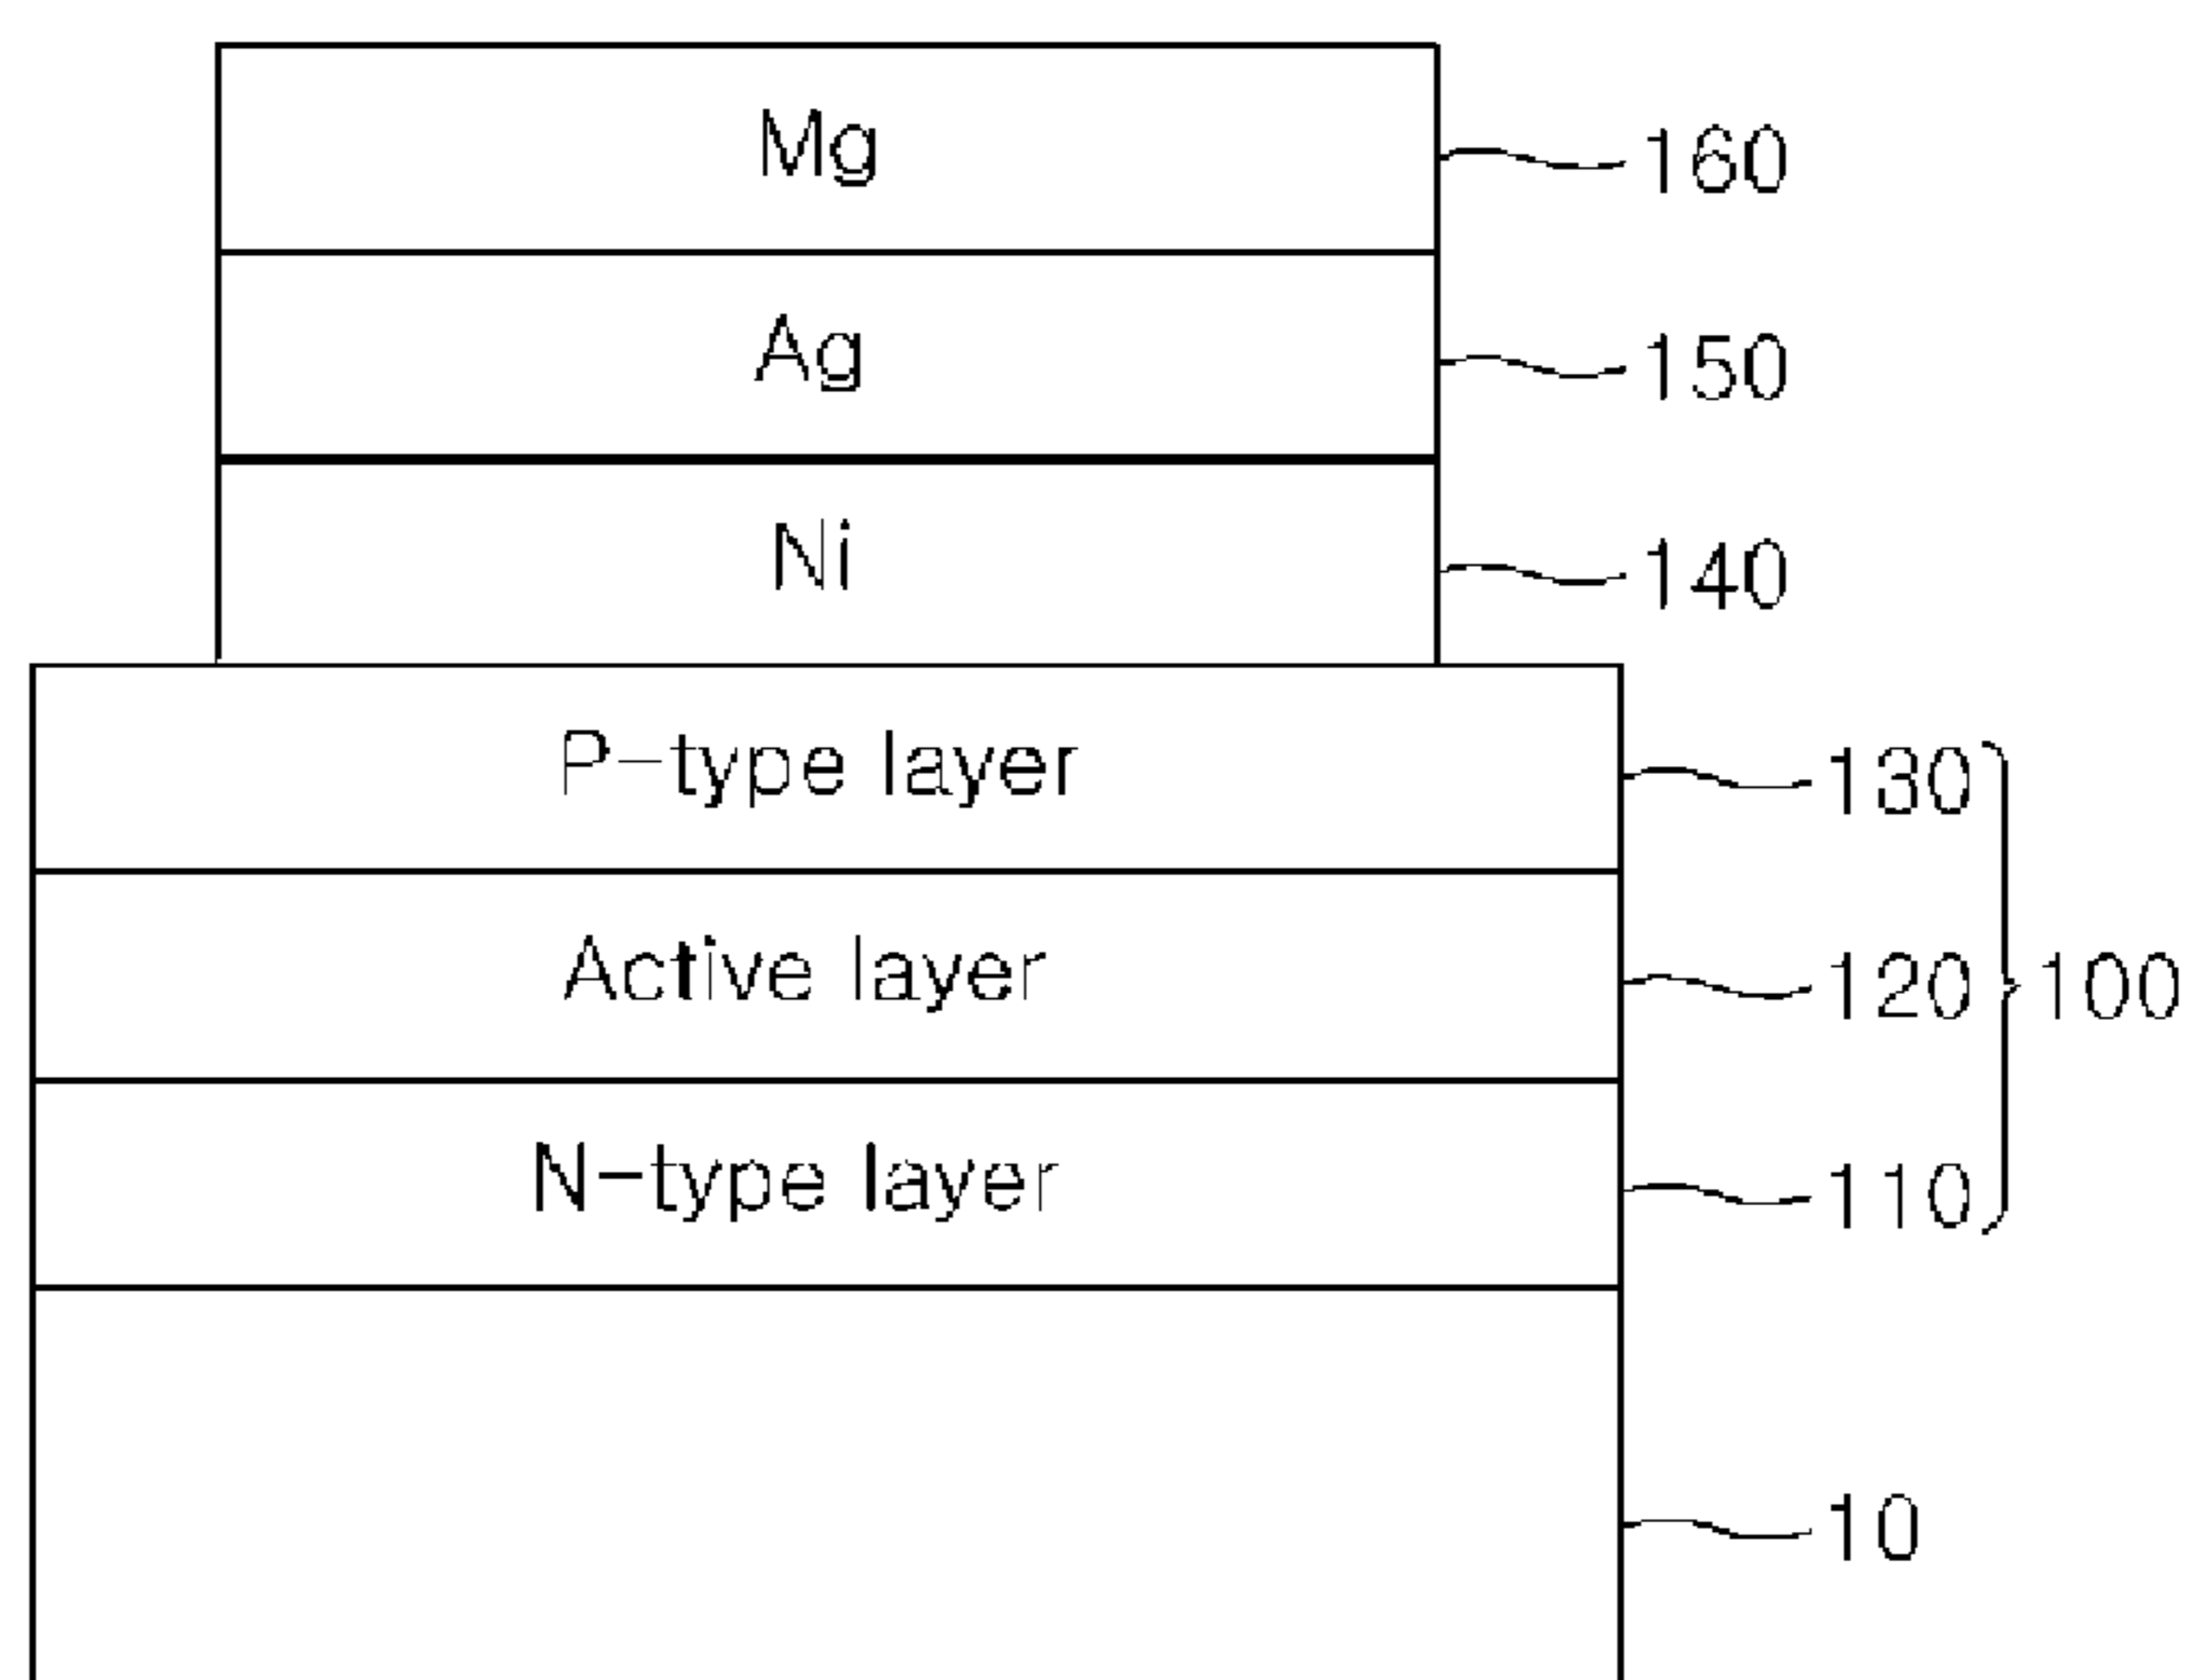 Mg 160
Ag 150
Ni 140
P-type layer 130
Active layer 120 100
N-type layer 110
10